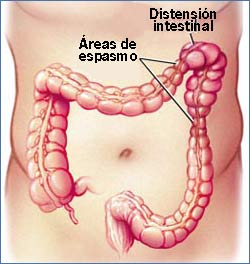 Distensión
intestinal
Áreas de
espasmo